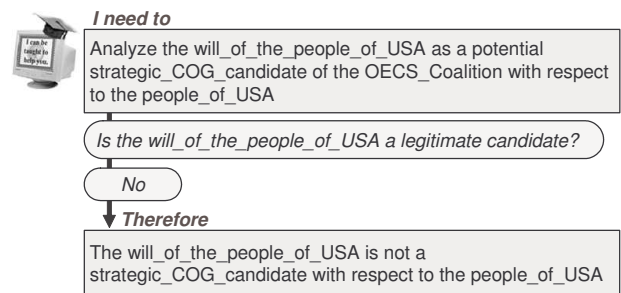 I need to
I can be
taught to
help you.
Analyze the will_of_the_people_of_USA as a potential
strategic_COG_candidate of the OECS_Coalition with respect
to the people_of_USA
Is the will_of_the_people_of_USA a legitimate candidate?
No
Therefore
The will_of_the_people_of_USA is not a
strategic_COG_candidate with respect to the people_of_USA